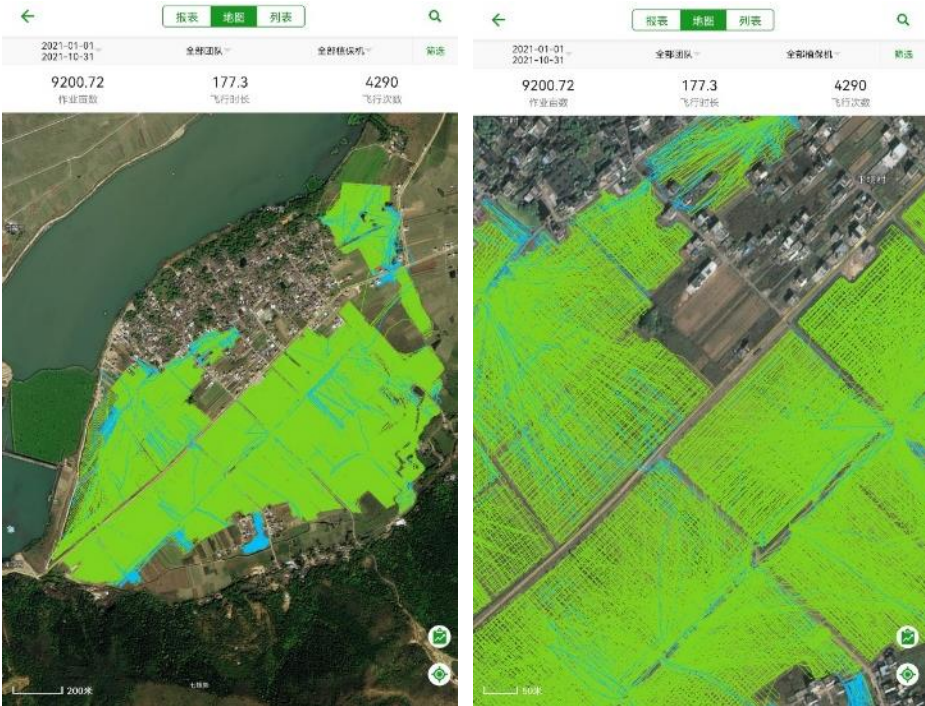 报表 地图 列表
2021-01-01
2021-10-31
全部团队
全部植保机
筛选
9200.72 177.3 4290
作业亩数 飞行时长 飞行次数
200米
报表 地图 列表
2021-01-01
2021-10-31
全部团队
全部植保机
筛选
9200.72 177.3 4290
作业亩数 飞行时长 飞行次数
50米